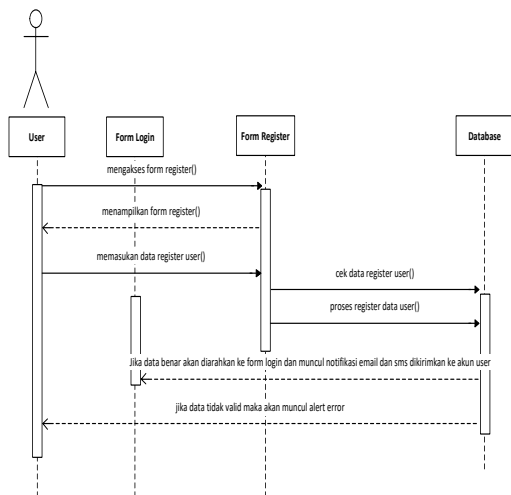 User
Form Login
Form Register
Database
mengakses form register()
menampilkan form register()
memasukan data register user()
cek data register user()
proses register data user()
Jika data benar akan diarahkan ke form login dan muncul notifikasi email dan sms dikirimkan ke akun user
jika data tidak valid maka akan muncul alert error